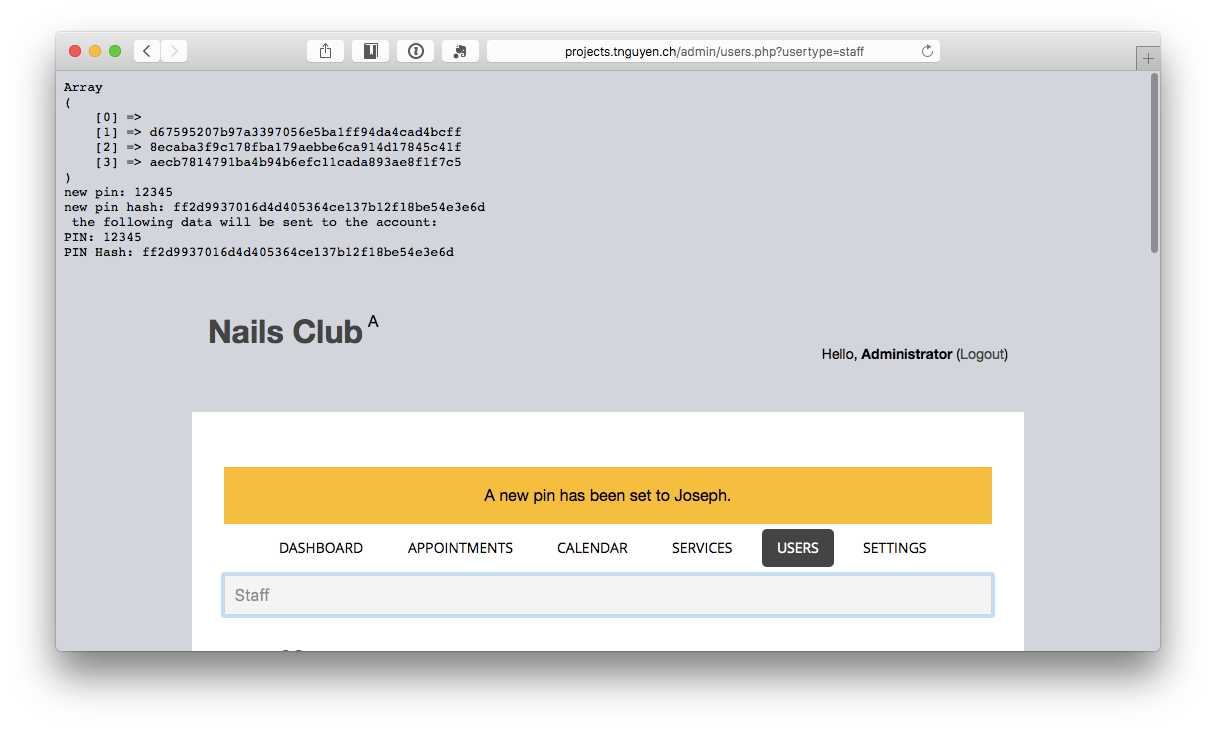 projects.tnguyen.ch/admin/users.php?usertype=staff
Array
(
[0] =>
[1] => d67595207b97a3397056e5ba1ff94da4cad4bcff
[2] => 8ecaba3f9c178fba179aebbe6ca914d17845c41f
[3] => aecb7814791ba4b94b6efc11cada893ae8f1f7c5
)
new pin: 12345
new pin hash: ff2d9937016d4d405364ce137b12f18be54e3e6d
the following data will be sent to the account:
PIN: 12345
PIN Hash: ff2d9937016d4d405364ce137b12f18be54e3e6d
Nails Club A
Hello, Administrator (Logout)
A new pin has been set to Joseph.
DASHBOARD APPOINTMENTS CALENDAR SERVICES USERS SETTINGS
Staff